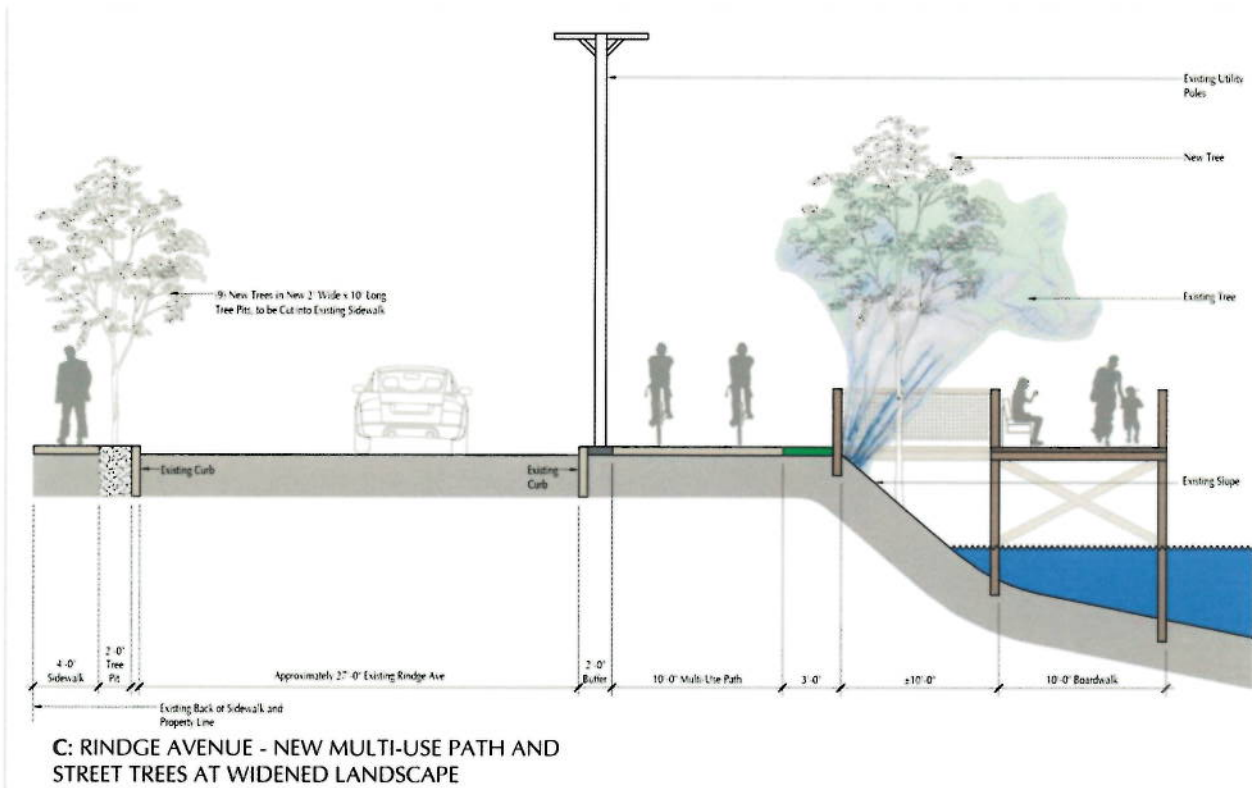 Existing Utility
Poles
New Tree
(9) New Trees in New 2' Wide x 10' Long
Tree Pits, to be Cut into Existing Sidewalk
Existing Tree
Existing Curb
Existing
Curb
Existing Slope
4'-0"
Sidewalk
2'-0"
Tree
Pit
Approximately 27'-0" Existing Rindge Ave
2'-0"
Buffer
10'-0" Multi-Use Path
3'-0"
±10'-0"
10'-0" Boardwalk
Existing Back of Sidewalk and
Property Line
C: RINDGE AVENUE - NEW MULTI-USE PATH AND
STREET TREES AT WIDENED LANDSCAPE